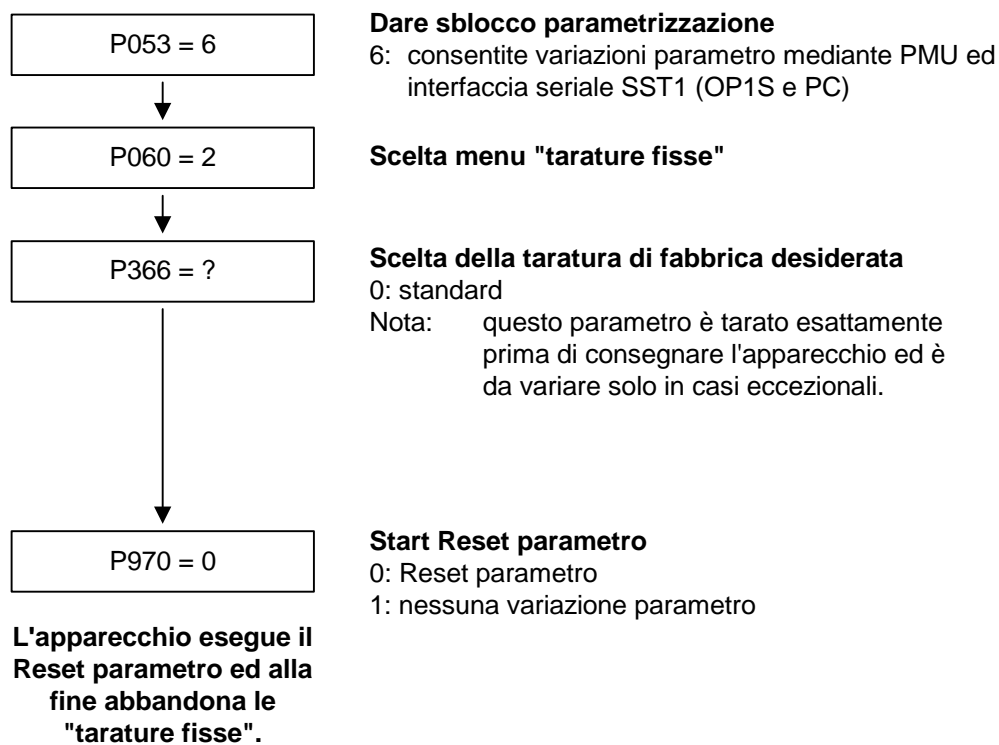 P053 = 6
Dare sblocco parametrizzazione
6: consentite variazioni parametro mediante PMU ed
interfaccia seriale SST1 (OP1S e PC)
P060 = 2
Scelta menu "tarature fisse"
P366 = ?
Scelta della taratura di fabbrica desiderata
0: standard
Nota: questo parametro è tarato esattamente
prima di consegnare l'apparecchio ed è
da variare solo in casi eccezionali.
P970 = 0
Start Reset parametro
0: Reset parametro
1: nessuna variazione parametro
L'apparecchio esegue il
Reset parametro ed alla
fine abbandona le
"tarature fisse".